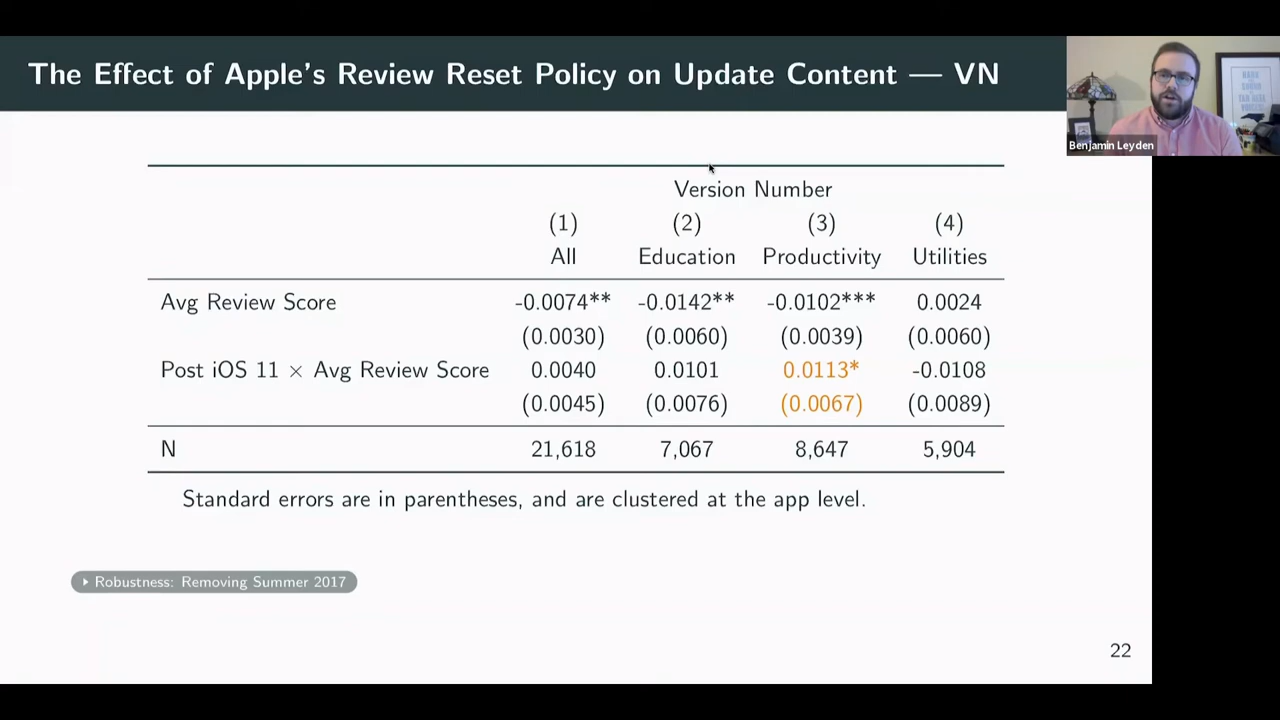 The Effect of Apple's Review Reset Policy on Update Content — VN
Benjamin Leyden
Version Number
(1) (2) (3) (4)
All Education Productivity Utilities
Avg Review Score -0.0074** -0.0142** -0.0102*** 0.0024
(0.0030) (0.0060) (0.0039) (0.0060)
Post iOS 11 × Avg Review Score 0.0040 0.0101 0.0113* -0.0108
(0.0045) (0.0076) (0.0067) (0.0089)
N 21,618 7,067 8,647 5,904
Standard errors are in parentheses, and are clustered at the app level.
Robustness: Removing Summer 2017
22